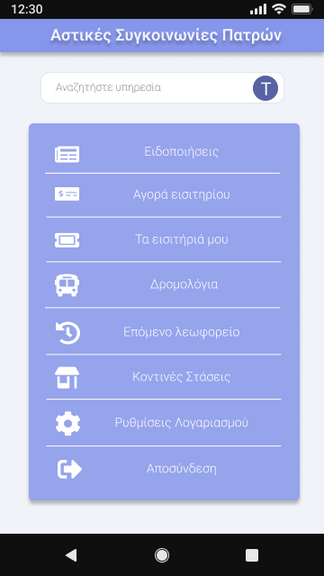 12:30
Αστικές Συγκοινωνίες Πατρών
Αναζητήστε υπηρεσία
T
Ειδοποιήσεις
$
Αγορά εισιτηρίου
Τα εισιτήριά μου
Δρομολόγια
Επόμενο λεωφορείο
Κοντινές Στάσεις
Ρυθμίσεις Λογαριασμού
Αποσύνδεση